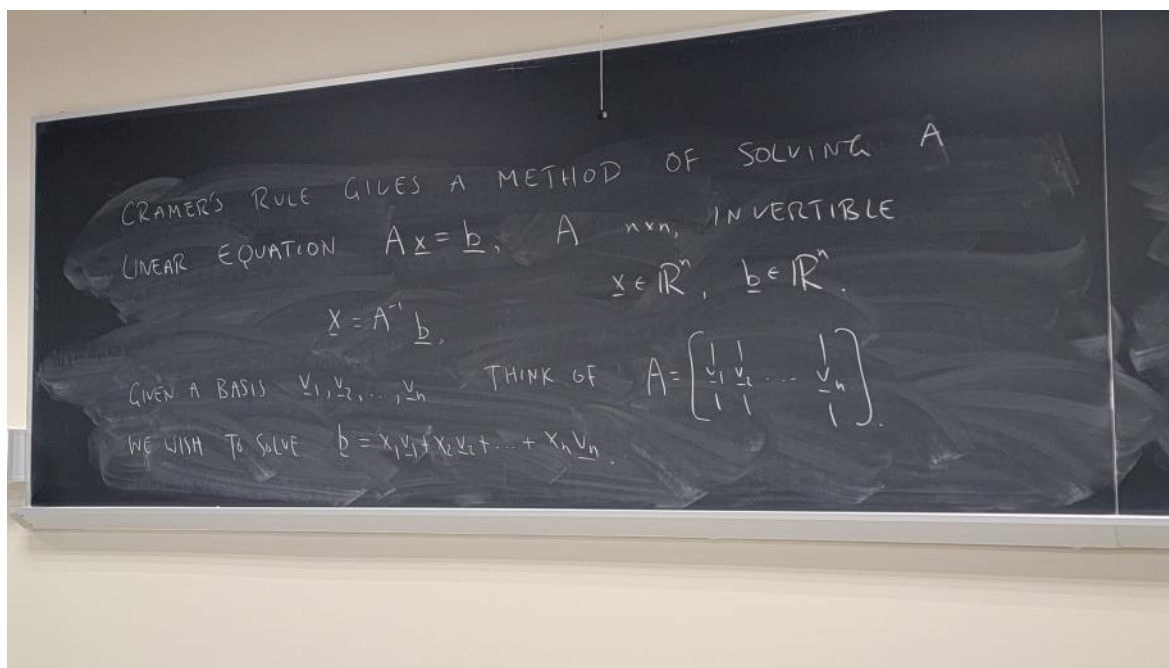 CRAMER'S RULE GIVES A METHOD OF SOLVING A
LINEAR EQUATION A x = b, A n×n, INVERTIBLE
x ∈ ℝⁿ, b ∈ ℝⁿ.
x = A⁻¹ b,
GIVEN A BASIS v₁, v₂, ..., vₙ THINK OF A = [v₁ v₂ ... vₙ].
WE WISH TO SOLVE b = x₁v₁ + x₂v₂ + ... + xₙvₙ.